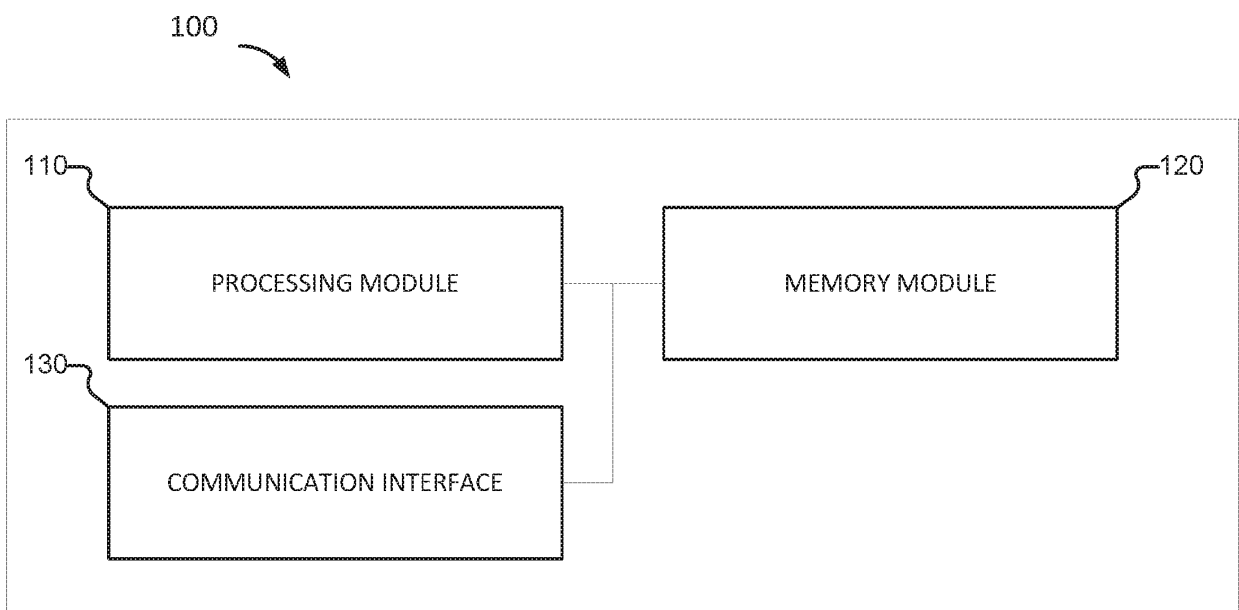 100
110
120
PROCESSING MODULE
MEMORY MODULE
130
COMMUNICATION INTERFACE